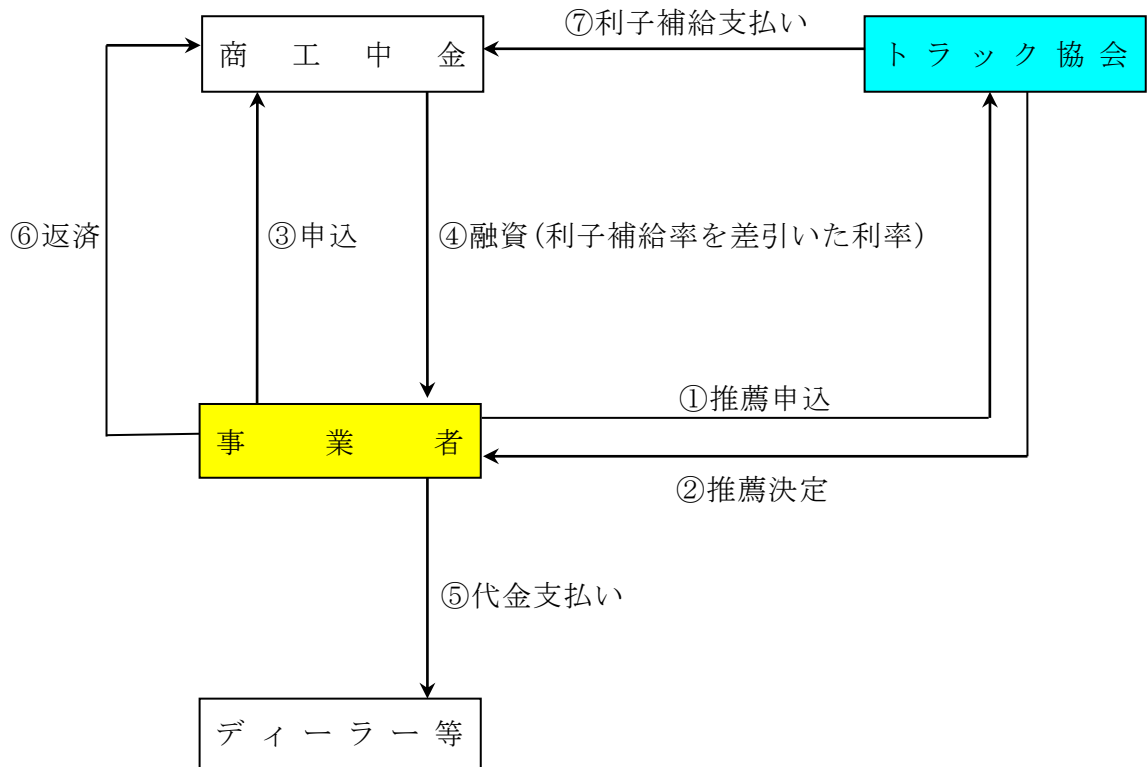 ⑦利子補給支払い
商工中金
トラック協会
⑥返済
③申込
④融資(利子補給率を差引いた利率)
①推薦申込
事業者
②推薦決定
⑤代金支払い
ディーラー等